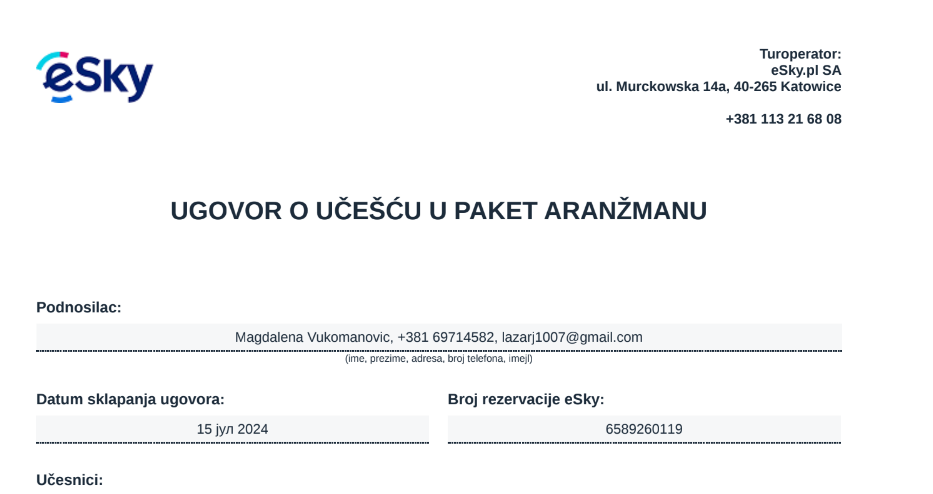 eSky
Turoperator:
eSky.pl SA
ul. Murckowska 14a, 40-265 Katowice
+381 113 21 68 08
UGOVOR O UČEŠĆU U PAKET ARANŽMANU
Podnosilac:
Magdalena Vukomanovic, +381 69714582, lazarj1007@gmail.com
(ime, prezime, adresa, broj telefona, imejl)
Datum sklapanja ugovora:
Broj rezervacije eSky:
15 јул 2024
6589260119
Učesnici: